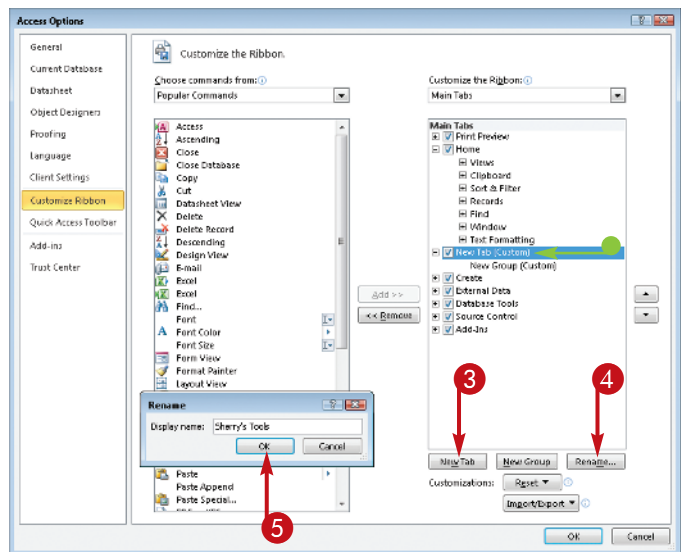 Access Options
General
Current Database
Datasheet
Object Designers
Proofing
Language
Client Settings
Customize Ribbon
Quick Access Toolbar
Add-ins
Trust Center
Customize the Ribbon.
Choose commands from:
Popular Commands
Access
Ascending
Close
Close Database
Copy
Cut
Datasheet View
Delete
Delete Record
Descending
Design View
E-mail
Excel
Excel
Find...
Font
Font Color
Font Size
Form View
Format Painter
Layout View
Paste
Paste Append
Paste Special...
Add >>
<< Remove
Customize the Ribbon:
Main Tabs
Main Tabs
Print Preview
Home
Views
Clipboard
Sort & Filter
Records
Find
Window
Text Formatting
New Tab (Custom)
New Group (Custom)
Create
External Data
Database Tools
Source Control
Add-Ins
3
4
New Tab
New Group
Rename...
Customizations:
Reset
Import/Export
Rename
Display name:
Sherry's Tools
OK
Cancel
5
OK
Cancel